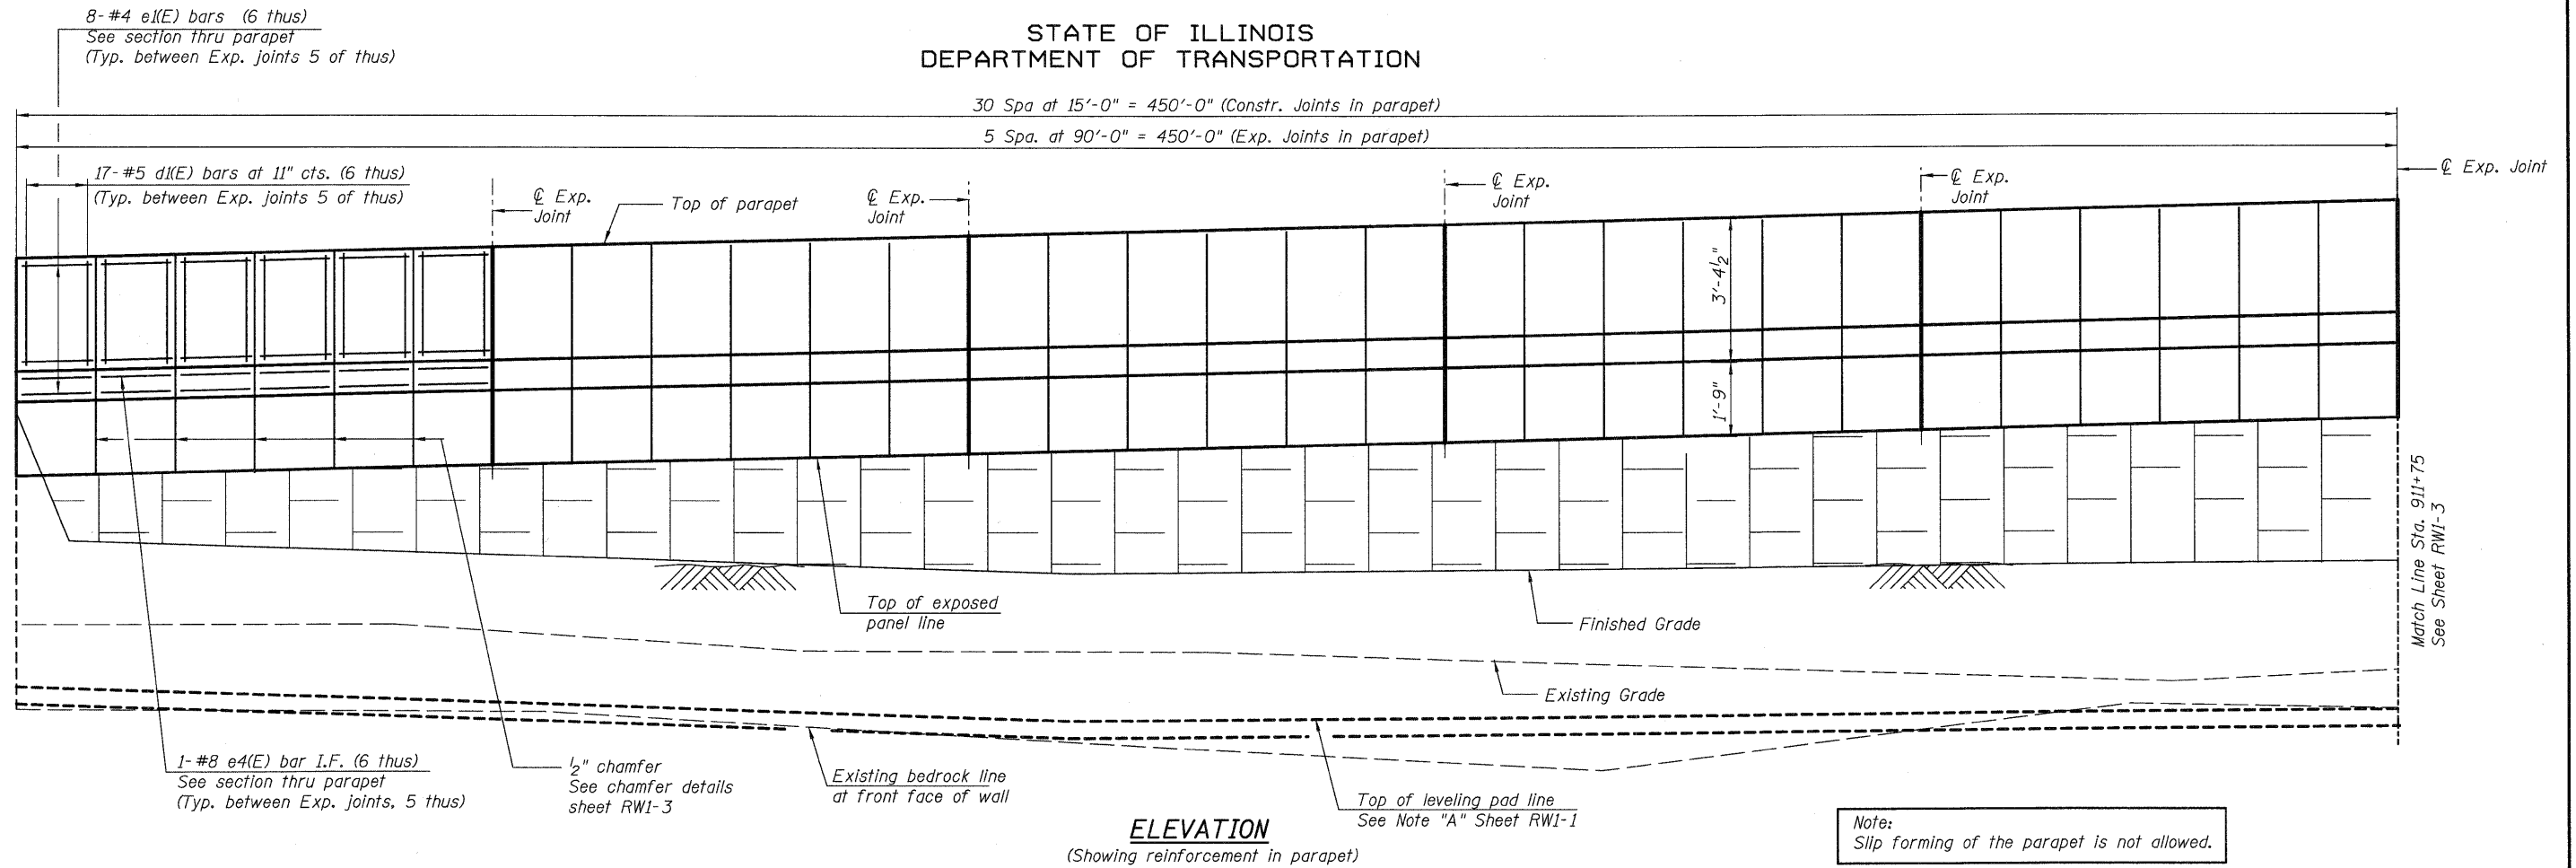 8-#4 e1(E) bars (6 thus)
See section thru parapet
(Typ. between Exp. joints 5 of thus)
STATE OF ILLINOIS
DEPARTMENT OF TRANSPORTATION
30 Spa at 15'-0" = 450'-0" (Constr. Joints in parapet)
5 Spa. at 90'-0" = 450'-0" (Exp. Joints in parapet)
17-#5 d1(E) bars at 11" cts. (6 thus)
(Typ. between Exp. joints 5 of thus)
℄ Exp.
Joint
Top of parapet
℄ Exp.
Joint
℄ Exp.
Joint
℄ Exp.
Joint
℄ Exp. Joint
3'-4½"
1'-9"
Match Line Sta. 911+75
See Sheet RW1-3
Top of exposed
panel line
Finished Grade
Existing Grade
1-#8 e4(E) bar I.F. (6 thus)
See section thru parapet
(Typ. between Exp. joints, 5 thus)
½" chamfer
See chamfer details
sheet RW1-3
Existing bedrock line
at front face of wall
Top of leveling pad line
See Note "A" Sheet RW1-1
ELEVATION
(Showing reinforcement in parapet)
Note:
Slip forming of the parapet is not allowed.